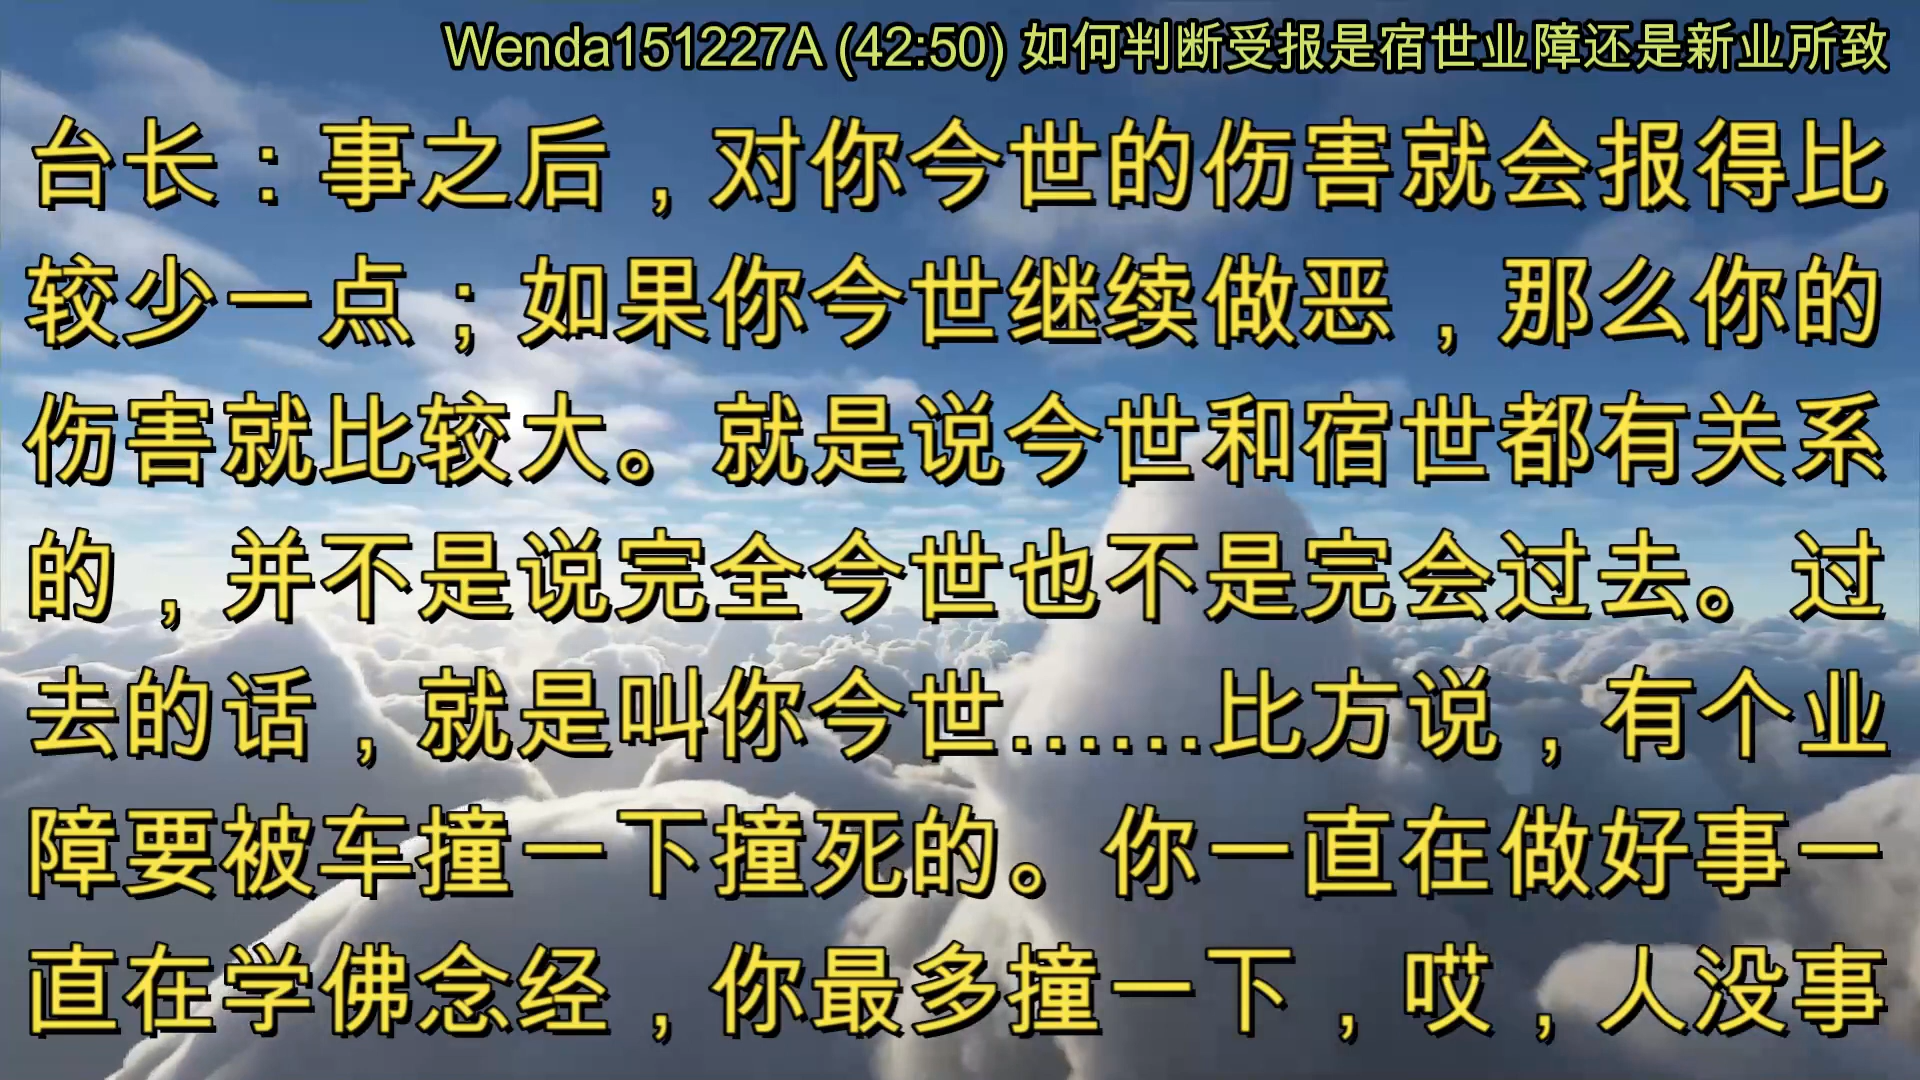 Wenda151227A (42:50) 如何判断受报是宿世业障还是新业所致
台长：事之后，对你今世的伤害就会报得比
较少一点；如果你今世继续做恶，那么你的
伤害就比较大。就是说今世和宿世都有关系
的，并不是说完全今世也不是完会过去。过
去的话，就是叫你今世……比方说，有个业
障要被车撞一下撞死的。你一直在做好事一
直在学佛念经，你最多撞一下，哎，人没事